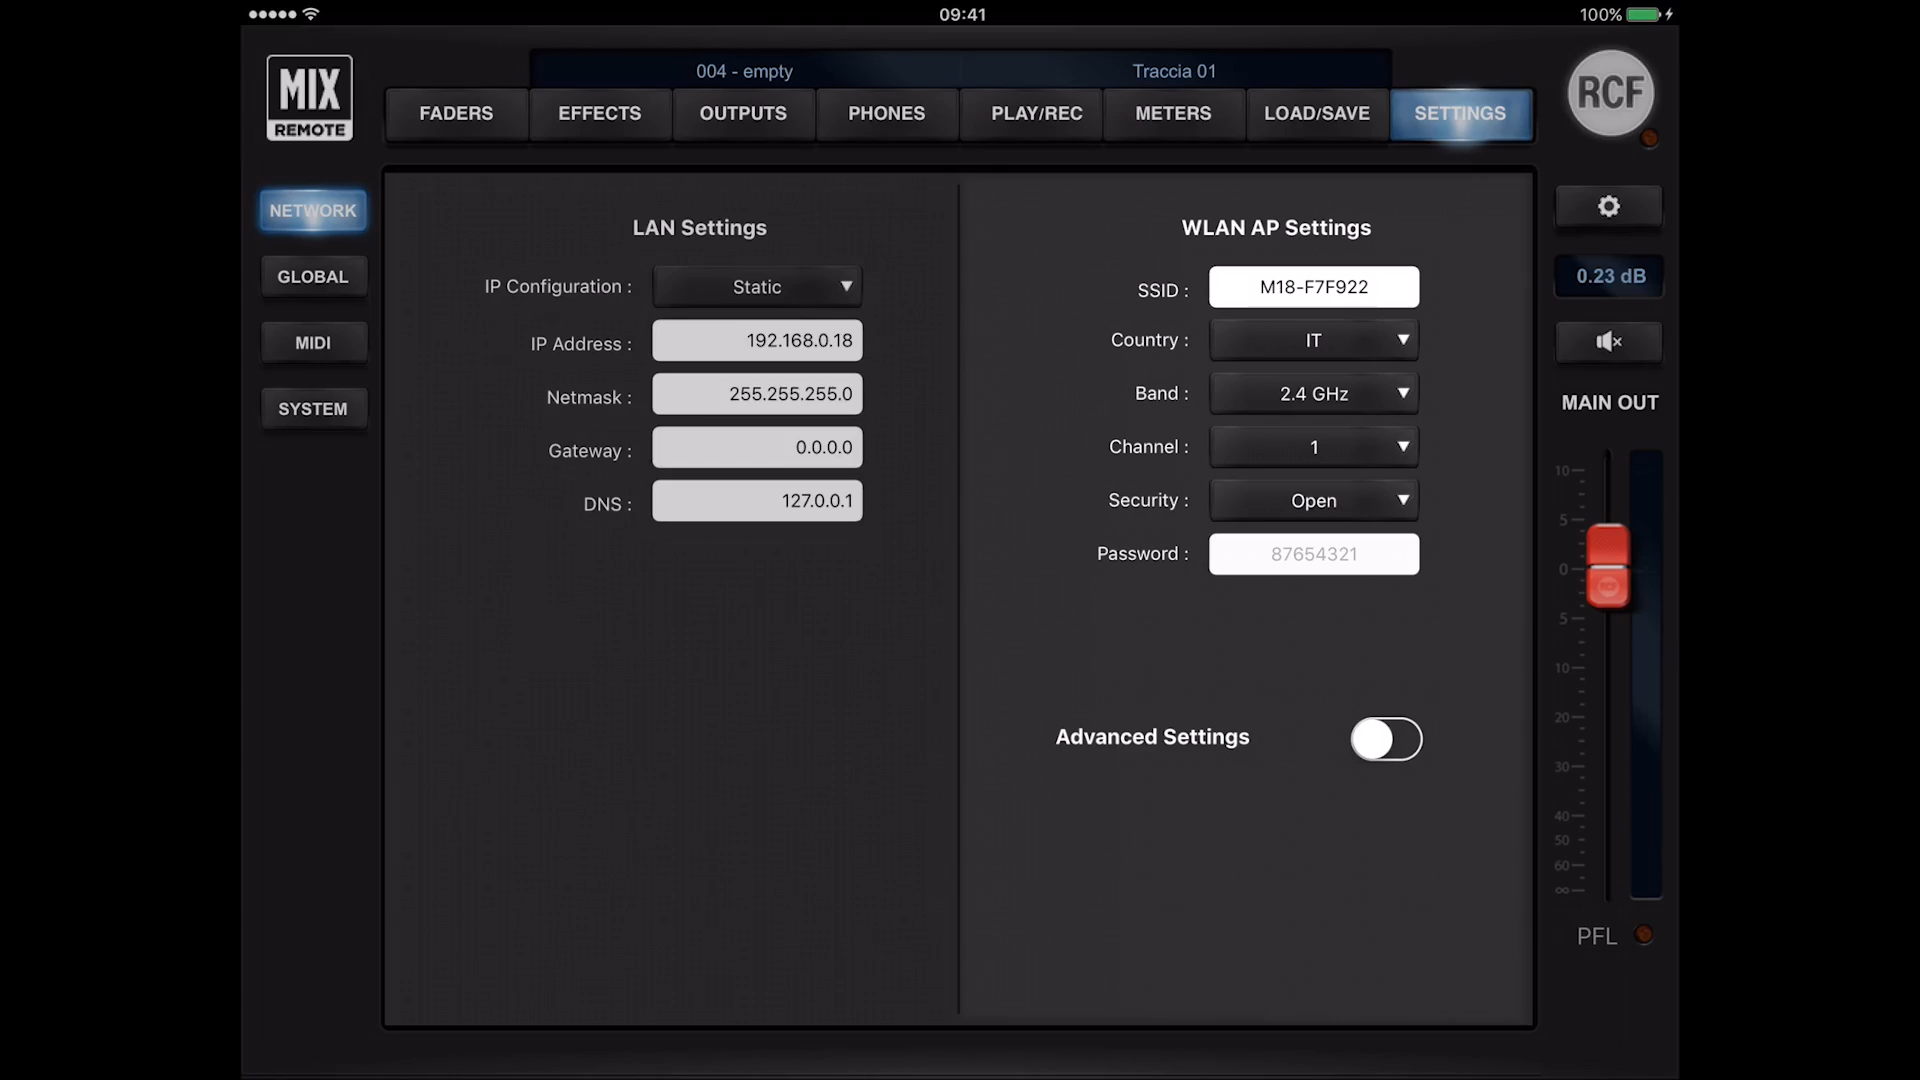 09:41
100%
MIX
REMOTE
004 - empty
Traccia 01
RCF
FADERS
EFFECTS
OUTPUTS
PHONES
PLAY/REC
METERS
LOAD/SAVE
SETTINGS
NETWORK
GLOBAL
MIDI
SYSTEM
LAN Settings
IP Configuration : Static
IP Address : 192.168.0.18
Netmask : 255.255.255.0
Gateway : 0.0.0.0
DNS : 127.0.0.1
WLAN AP Settings
SSID : M18-F7F922
Country : IT
Band : 2.4 GHz
Channel : 1
Security : Open
Password : 87654321
Advanced Settings
0.23 dB
MAIN OUT
10
5
0
5
10
20
30
40
50
60
∞
PFL